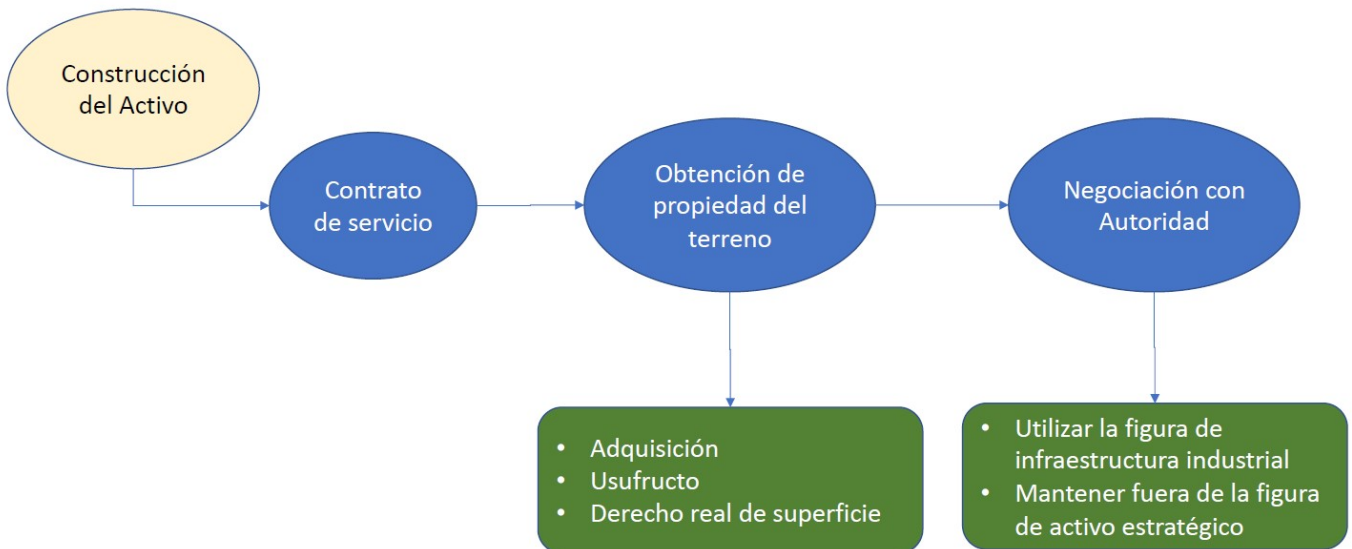 Construcción
del Activo
Contrato
de servicio
Obtención de
propiedad del
terreno
Negociación con
Autoridad
• Adquisición
• Usufructo
• Derecho real de superficie
• Utilizar la figura de
infraestructura industrial
• Mantener fuera de la figura
de activo estratégico